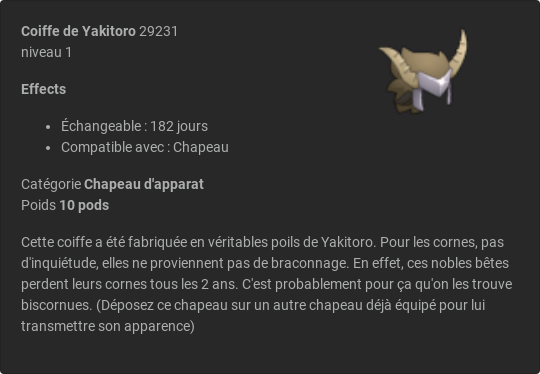 Coiffe de Yakitoro 29231
niveau 1
Effects
Échangeable : 182 jours
Compatible avec : Chapeau
Catégorie Chapeau d'apparat
Poids 10 pods
Cette coiffe a été fabriquée en véritables poils de Yakitoro. Pour les cornes, pas
d'inquiétude, elles ne proviennent pas de braconnage. En effet, ces nobles bêtes
perdent leurs cornes tous les 2 ans. C'est probablement pour ça qu'on les trouve
biscornues. (Déposez ce chapeau sur un autre chapeau déjà équipé pour lui
transmettre son apparence)